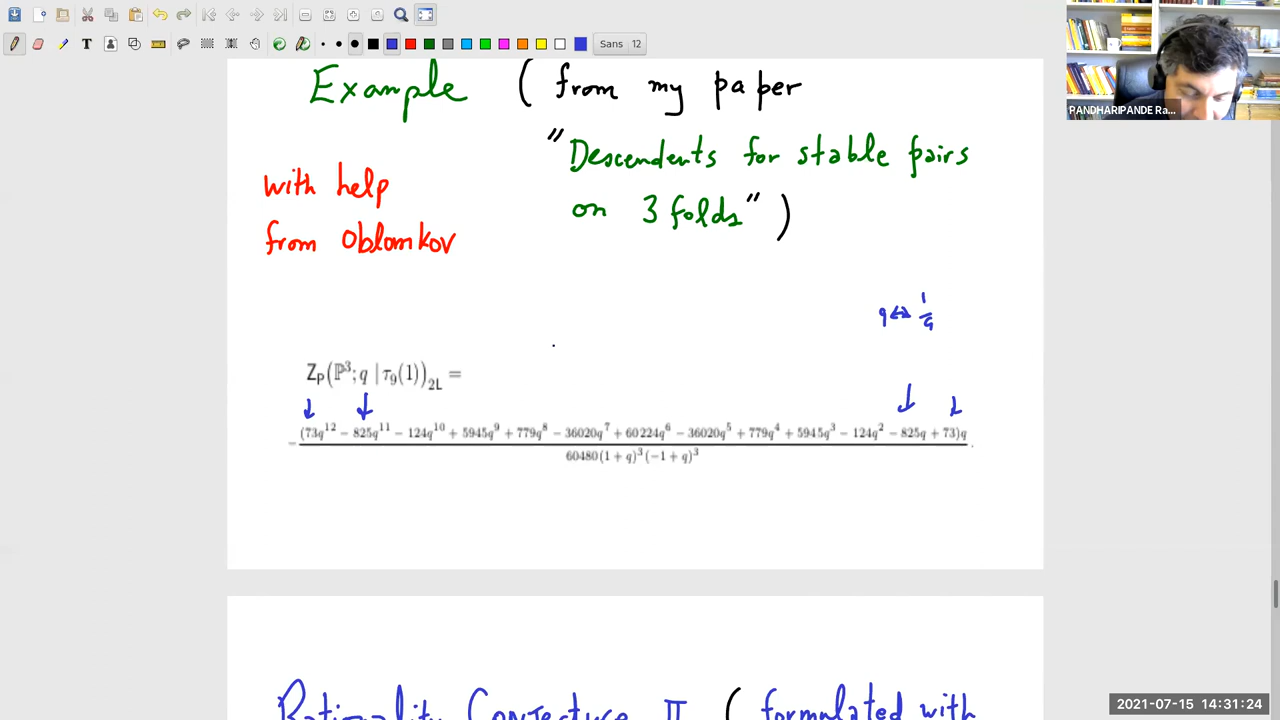 Sans 12
PANDHARIPANDE Ra...
Example (from my paper
"Descendents for stable pairs
on 3 folds")
with help
from Oblomkov
q ↔ 1/q
Z_P(ℙ³; q | τ₉(1))_{2L} =
-\frac{(73q^{12} − 825q^{11} − 124q^{10} + 5945q^9 + 779q^8 − 36020q^7 + 60224q^6 − 36020q^5 + 779q^4 + 5945q^3 − 124q^2 − 825q + 73)q}{60480(1 + q)^3(−1 + q)^3}.
Rationality Conjecture II (formulated with
2021-07-15 14:31:24